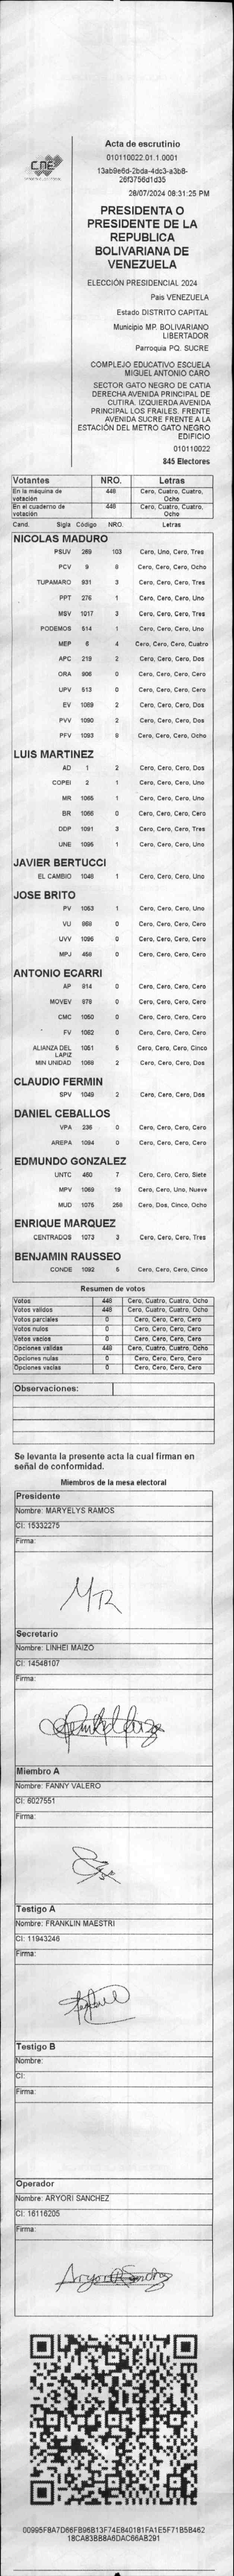 CNE
Acta de escrutinio
010110022.01.1.0001
13ab9e6d-2bda-4dc3-a3b8-
26f3756d1d35
28/07/2024 08:31:25 PM
PRESIDENTA O
PRESIDENTE DE LA
REPUBLICA
BOLIVARIANA DE
VENEZUELA
ELECCIÓN PRESIDENCIAL 2024
Pais VENEZUELA
Estado DISTRITO CAPITAL
Municipio MP. BOLIVARIANO
LIBERTADOR
Parroquia PQ. SUCRE
COMPLEJO EDUCATIVO ESCUELA
MIGUEL ANTONIO CARO
SECTOR GATO NEGRO DE CATIA
DERECHA AVENIDA PRINCIPAL DE
CUTIRA. IZQUIERDA AVENIDA
PRINCIPAL LOS FRAILES. FRENTE
AVENIDA SUCRE FRENTE A LA
ESTACIÓN DEL METRO GATO NEGRO
EDIFICIO
010110022
845 Electores
Votantes NRO. Letras
En la máquina de votación 448 Cero, Cuatro, Cuatro, Ocho
En el cuaderno de votación 448 Cero, Cuatro, Cuatro, Ocho
Cand. Sigla Código NRO. Letras
NICOLAS MADURO
PSUV 269 103 Cero, Uno, Cero, Tres
PCV 9 8 Cero, Cero, Cero, Ocho
TUPAMARO 931 3 Cero, Cero, Cero, Tres
PPT 276 1 Cero, Cero, Cero, Uno
MSV 1017 3 Cero, Cero, Cero, Tres
PODEMOS 514 1 Cero, Cero, Cero, Uno
MEP 6 4 Cero, Cero, Cero, Cuatro
APC 219 2 Cero, Cero, Cero, Dos
ORA 906 0 Cero, Cero, Cero, Cero
UPV 513 0 Cero, Cero, Cero, Cero
EV 1089 2 Cero, Cero, Cero, Dos
PVV 1090 2 Cero, Cero, Cero, Dos
PFV 1093 8 Cero, Cero, Cero, Ocho
LUIS MARTINEZ
AD 1 2 Cero, Cero, Cero, Dos
COPEI 2 1 Cero, Cero, Cero, Uno
MR 1065 1 Cero, Cero, Cero, Uno
BR 1066 0 Cero, Cero, Cero, Cero
DDP 1091 3 Cero, Cero, Cero, Tres
UNE 1095 1 Cero, Cero, Cero, Uno
JAVIER BERTUCCI
EL CAMBIO 1048 1 Cero, Cero, Cero, Uno
JOSE BRITO
PV 1053 1 Cero, Cero, Cero, Uno
VU 968 0 Cero, Cero, Cero, Cero
UVV 1096 0 Cero, Cero, Cero, Cero
MPJ 458 0 Cero, Cero, Cero, Cero
ANTONIO ECARRI
AP 914 0 Cero, Cero, Cero, Cero
MOVEV 979 0 Cero, Cero, Cero, Cero
CMC 1050 0 Cero, Cero, Cero, Cero
FV 1062 0 Cero, Cero, Cero, Cero
ALIANZA DEL LAPIZ 1051 5 Cero, Cero, Cero, Cinco
MIN UNIDAD 1068 2 Cero, Cero, Cero, Dos
CLAUDIO FERMIN
SPV 1049 2 Cero, Cero, Cero, Dos
DANIEL CEBALLOS
VPA 236 0 Cero, Cero, Cero, Cero
AREPA 1094 0 Cero, Cero, Cero, Cero
EDMUNDO GONZALEZ
UNTC 460 7 Cero, Cero, Cero, Siete
MPV 1069 19 Cero, Cero, Uno, Nueve
MUD 1075 258 Cero, Dos, Cinco, Ocho
ENRIQUE MARQUEZ
CENTRADOS 1073 3 Cero, Cero, Cero, Tres
BENJAMIN RAUSSEO
CONDE 1092 5 Cero, Cero, Cero, Cinco
Resumen de votos
Votos 448 Cero, Cuatro, Cuatro, Ocho
Votos validos 448 Cero, Cuatro, Cuatro, Ocho
Votos parciales 0 Cero, Cero, Cero, Cero
Votos nulos 0 Cero, Cero, Cero, Cero
Votos vacios 0 Cero, Cero, Cero, Cero
Opciones validas 448 Cero, Cuatro, Cuatro, Ocho
Opciones nulas 0 Cero, Cero, Cero, Cero
Opciones vacias 0 Cero, Cero, Cero, Cero
Observaciones:
Se levanta la presente acta la cual firman en
señal de conformidad.
Miembros de la mesa electoral
Presidente
Nombre: MARYELYS RAMOS
CI: 15332275
Firma:
MR
Secretario
Nombre: LINHEI MAIZO
CI: 14548107
Firma:
Miembro A
Nombre: FANNY VALERO
CI: 6027551
Firma:
Testigo A
Nombre: FRANKLIN MAESTRI
CI: 11943246
Firma:
Testigo B
Nombre:
CI:
Firma:
Operador
Nombre: ARYORI SANCHEZ
CI: 16116205
Firma:
Aryori Sanchez
00995F8A7D66FB96B13F74E840181FA1E5F71B5B462
18CA83BB8A6DAC66AB291